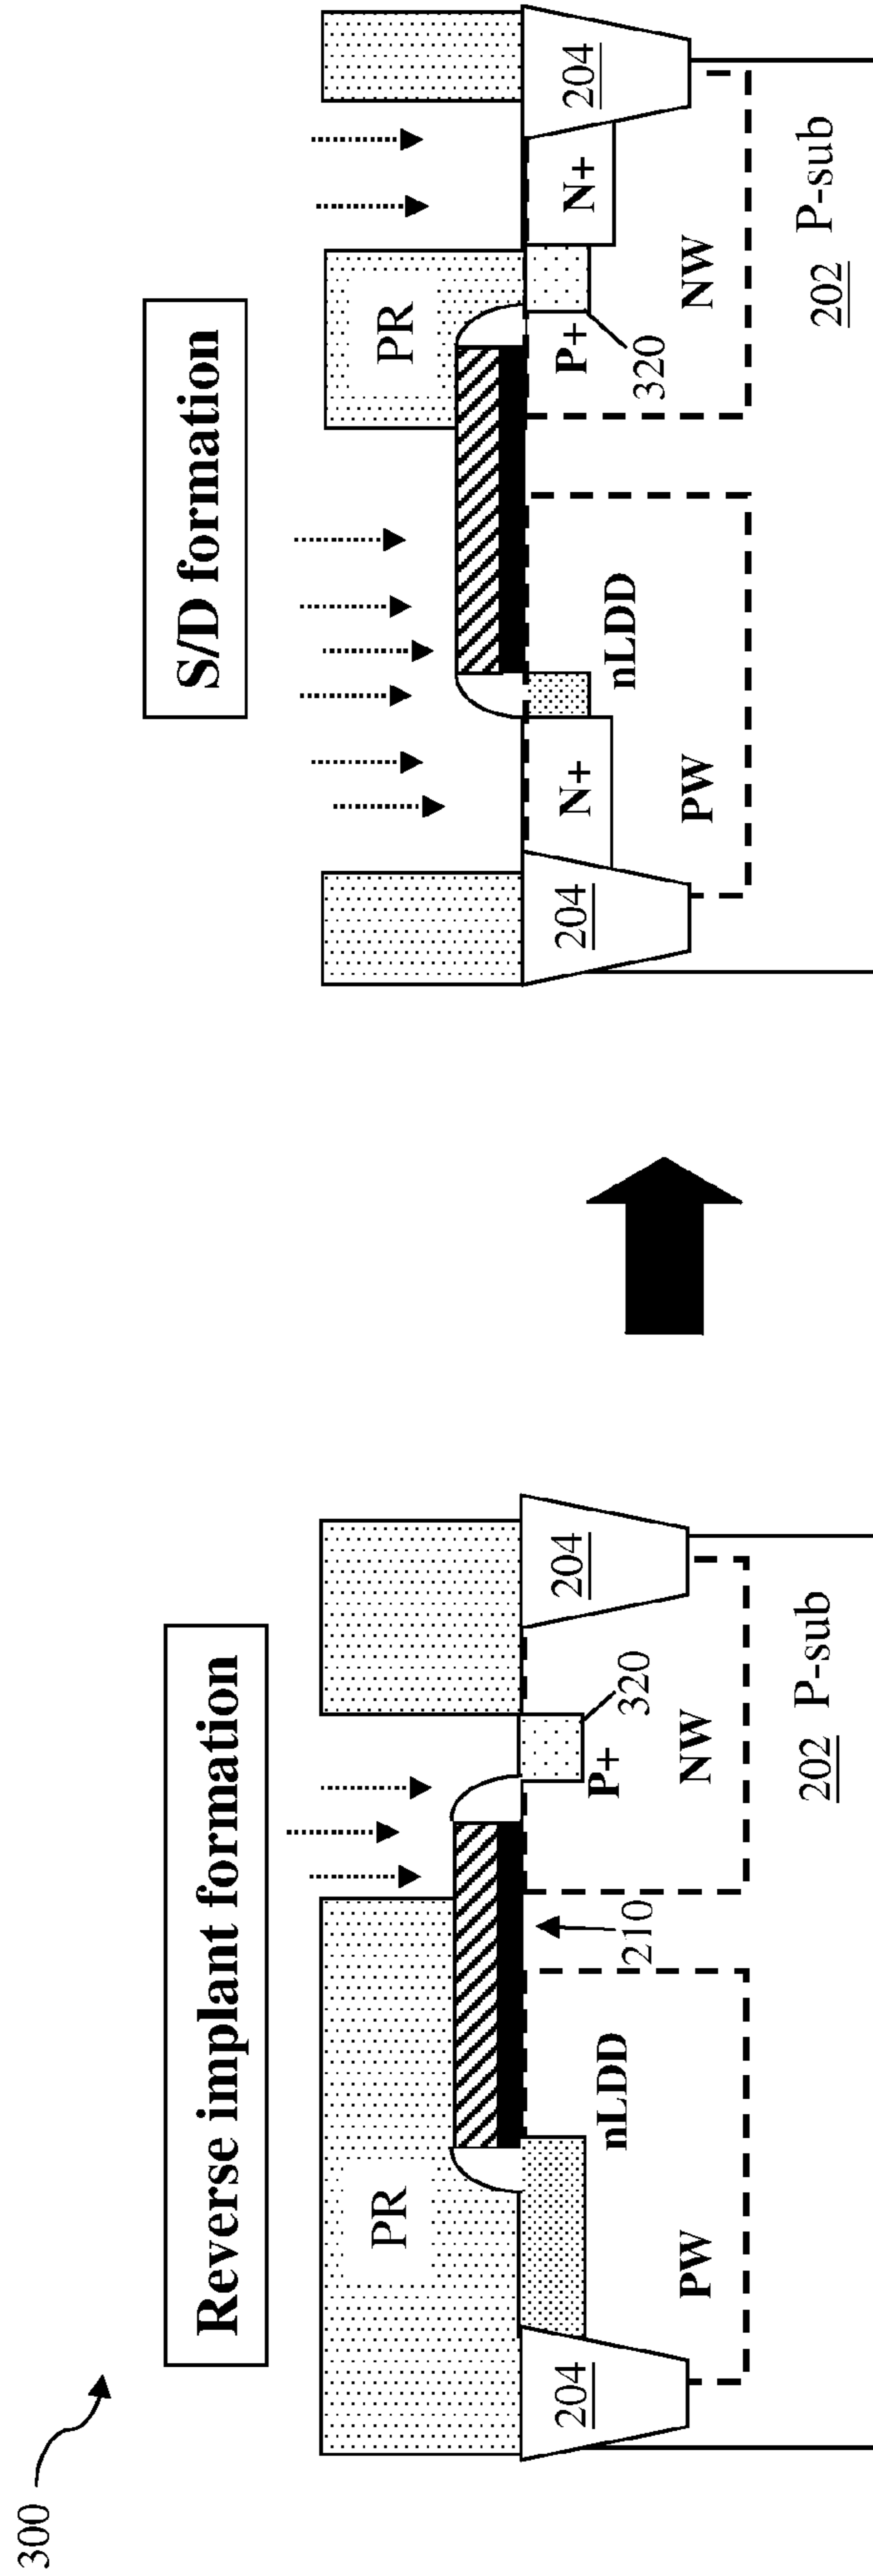 300
Reverse implant formation
PR
204
204
nLDD
P+
320
210
PW
NW
202 P-sub
S/D formation
PR
204
N+
nLDD
P+
N+
204
320
PW
NW
202 P-sub